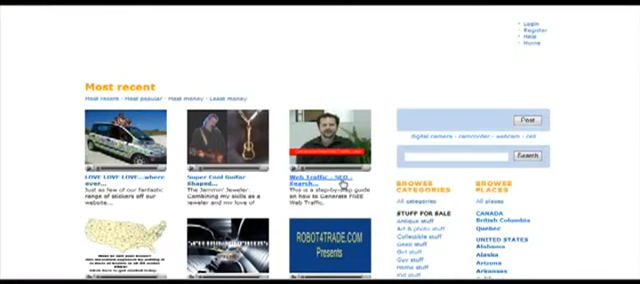 Login
Register
Help
Home
Most recent
Most recent - Most popular - Most money - Least money
Post
digital camera - camcorder - webcam - cell
Search
LOVE LOVE LOVE...where
ever...
Just as few of our fantastic
range of stickers off our
website...
Super Cool Guitar
Shaped...
The Jammin' Jeweler:
Combining my skills as a
jeweler and my love of
Web Traffic - SEO -
Search...
This is a step-by-step guide
on how to Generate FREE
Web Traffic,
BROWSE
CATEGORIES
All categories
STUFF FOR SALE
Antique stuff
Art & photo stuff
Collectible stuff
Geek stuff
Girl stuff
Guy stuff
Home stuff
Kid stuff
BROWSE
PLACES
All places
CANADA
British Columbia
Quebec
UNITED STATES
Alabama
Alaska
Arizona
Arkansas
ROBOT4TRADE.COM
Presents